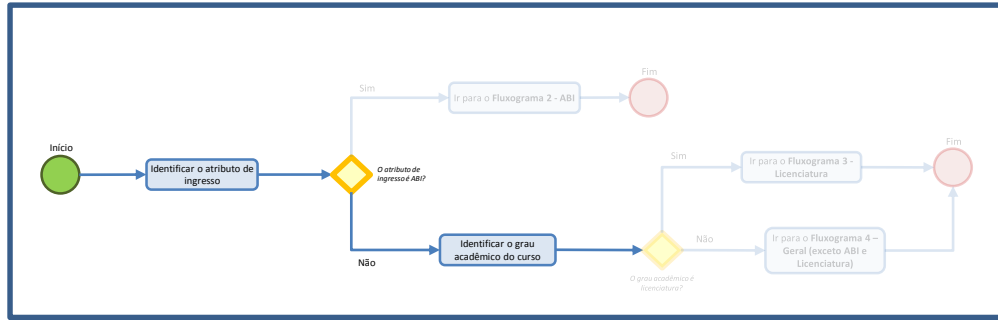 Fim
Sim
Ir para o Fluxograma 2 - ABI
Início
Identificar o atributo de
ingresso
O atributo de
ingresso é ABI?
Não
Identificar o grau
acadêmico do curso
O grau acadêmico é
licenciatura?
Sim
Ir para o Fluxograma 3 -
Licenciatura
Não
Ir para o Fluxograma 4 –
Geral (exceto ABI e
Licenciatura)
Fim